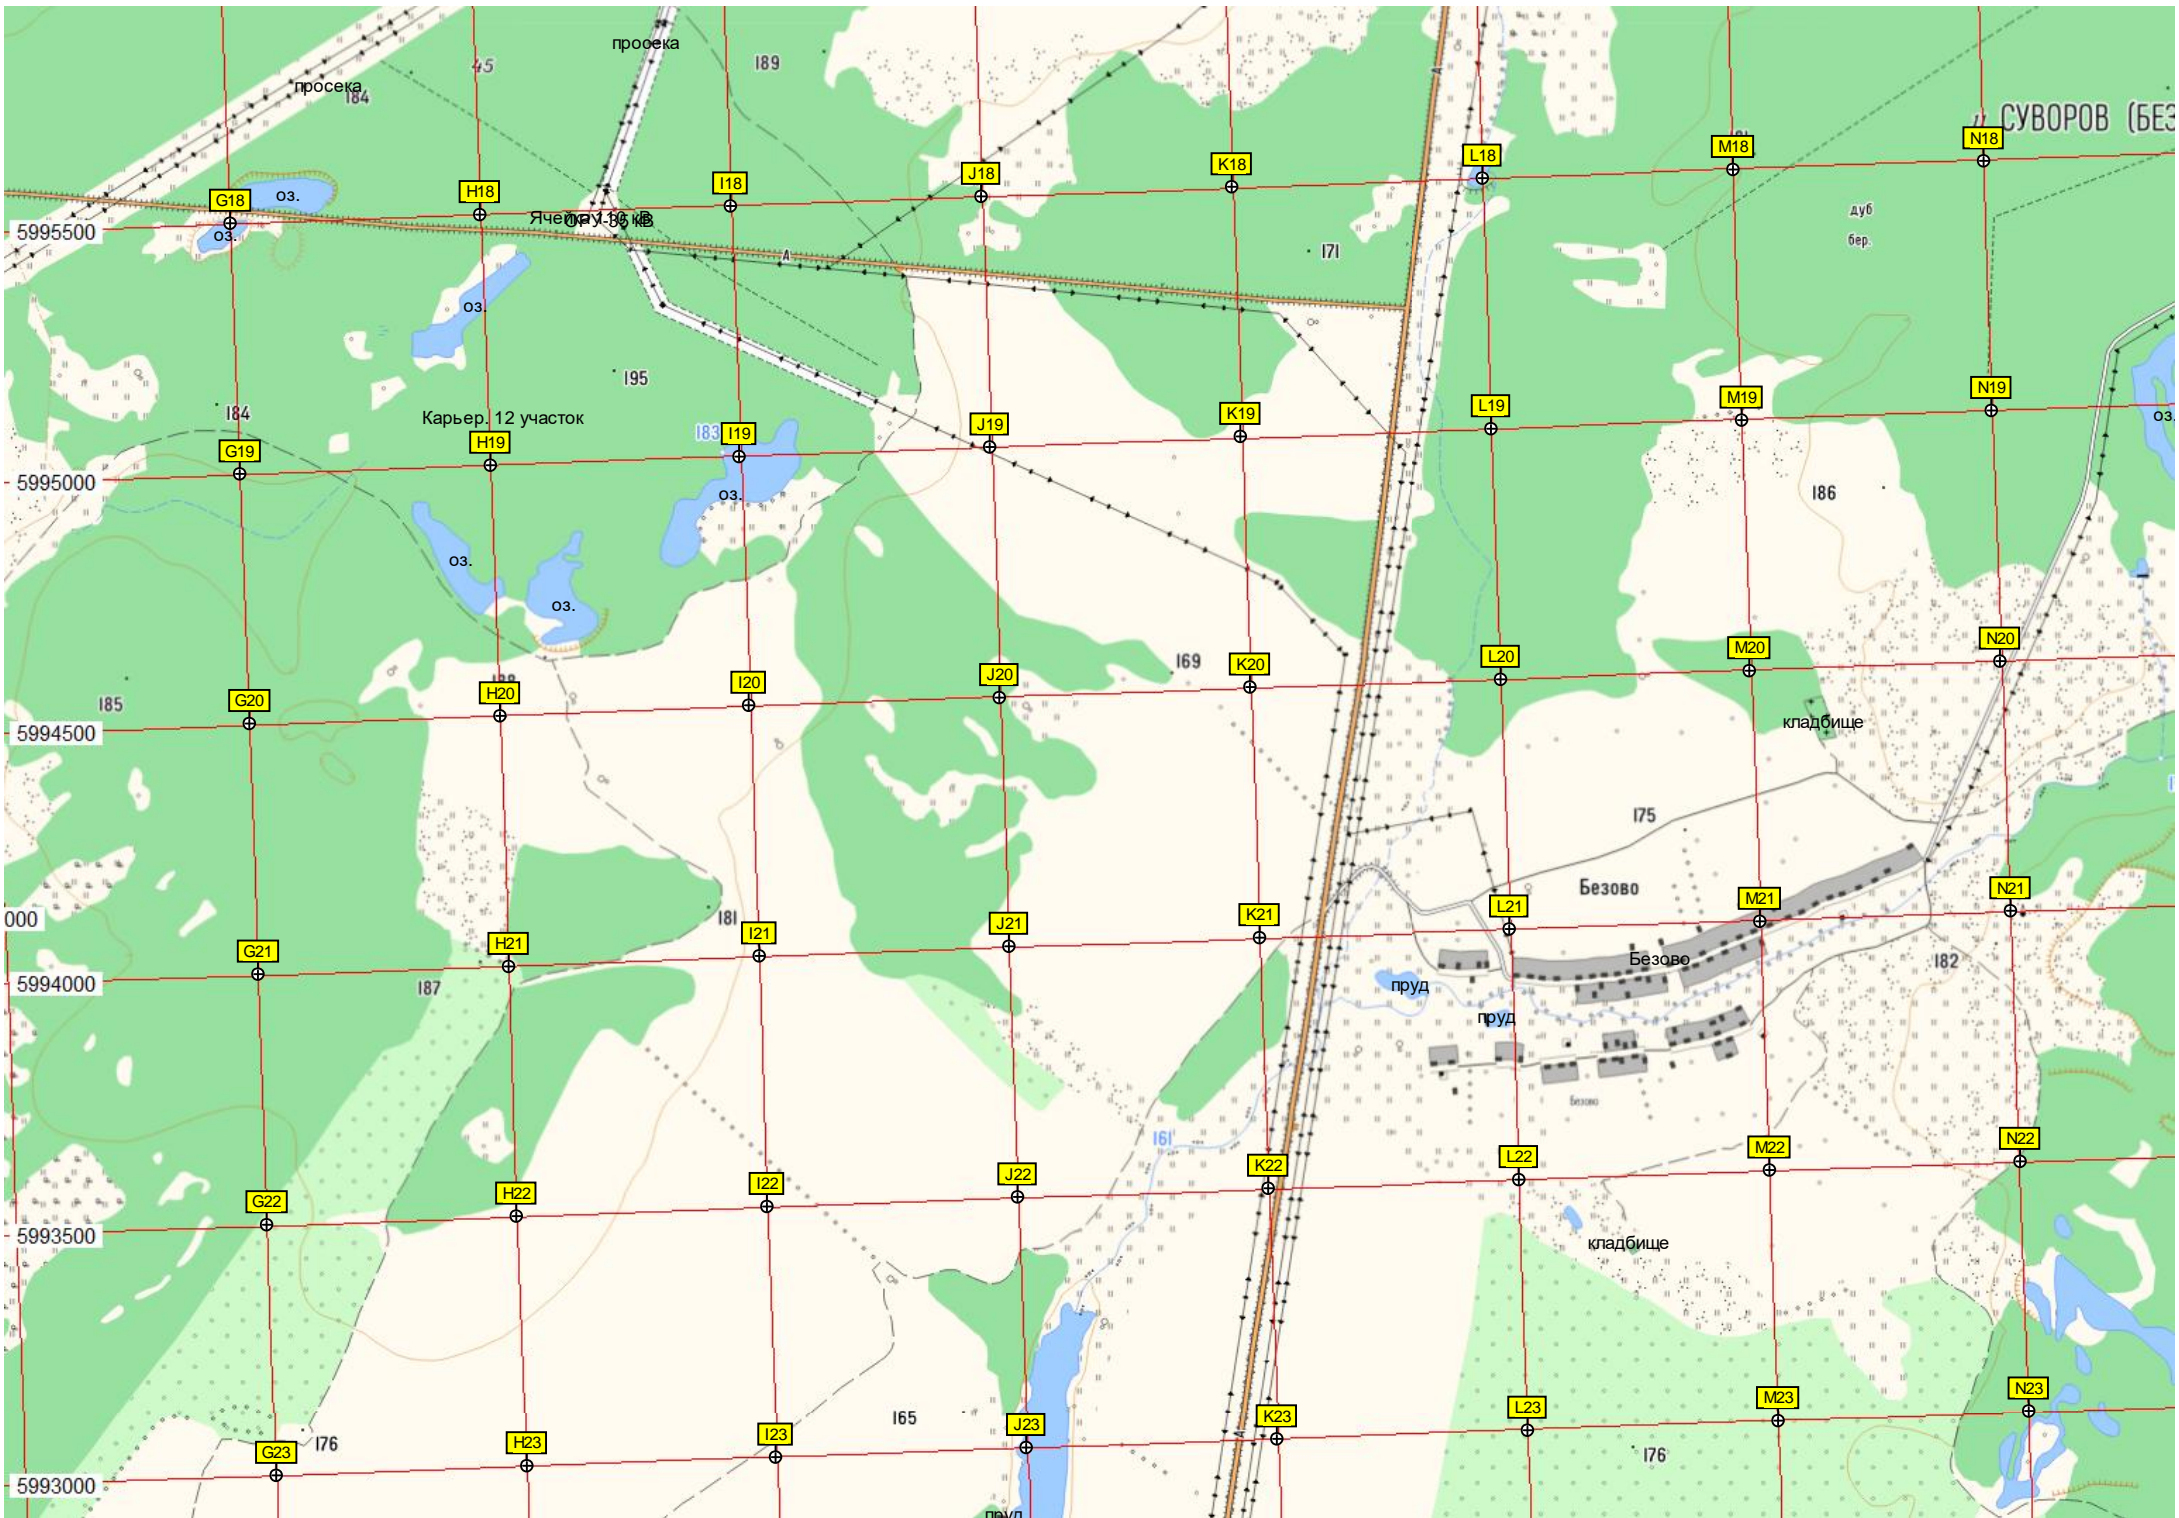 просека
45
189
просека
184
СУВОРОВ (БЕЗ
N18
M18
L18
K18
J18
I18
H18
G18
оз.
дуб
оз.
5995500
бер.
171
А
А
оз.
195
184
Карьер. 12 участок
N19
M19
L19
K19
J19
183
I19
H19
G19
оз.
5995000
186
оз.
оз.
оз.
169
N20
M20
L20
K20
J20
I20
H20
G20
185
кладбище
5994500
175
Безово
N21
M21
L21
K21
J21
I21
H21
G21
000
181
Безово
182
5994000
187
пруд
пруд
Безово
161
N22
M22
L22
K22
J22
I22
H22
G22
5993500
кладбище
N23
M23
L23
K23
J23
I23
H23
G23
165
А
176
176
5993000
пруд